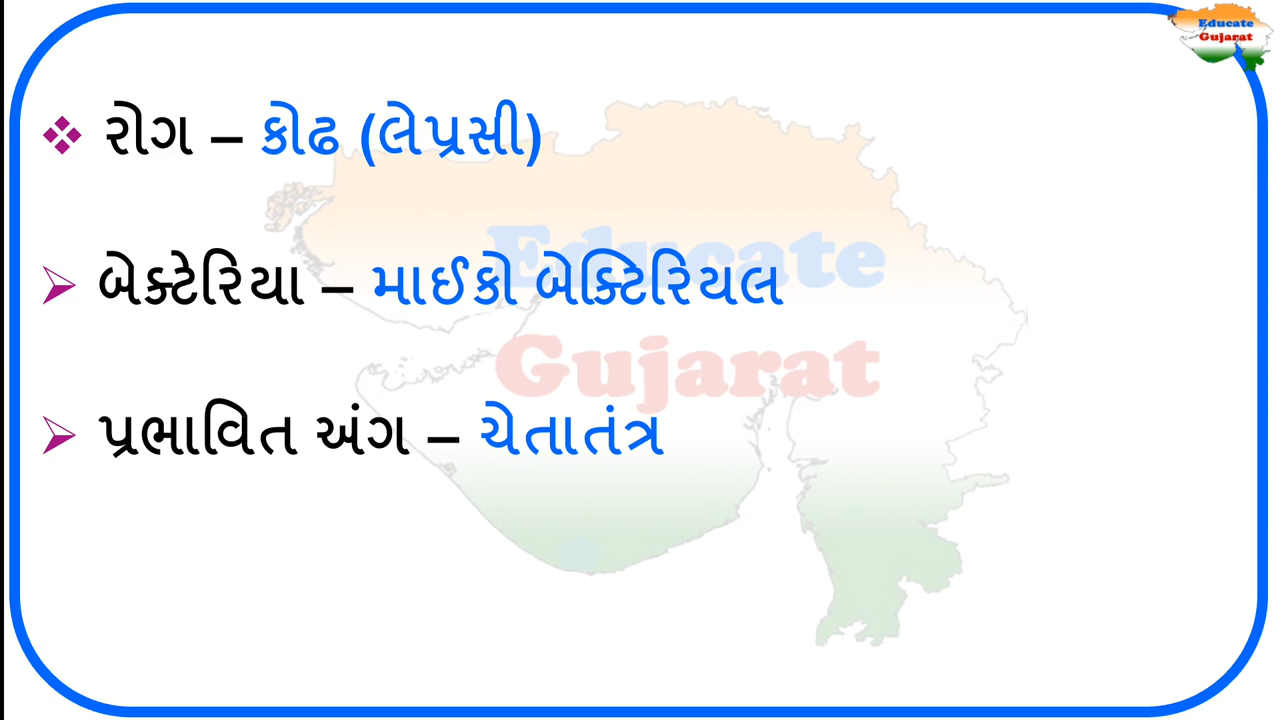 Educate
Gujarat
❖ રોગ – કોઢ (લેપ્રસી)
➢ બેક્ટેરિયા – માઈકો બેક્ટિરિયલ
➢ પ્રભાવિત અંગ – ચેતાતંત્ર
Educate
Gujarat